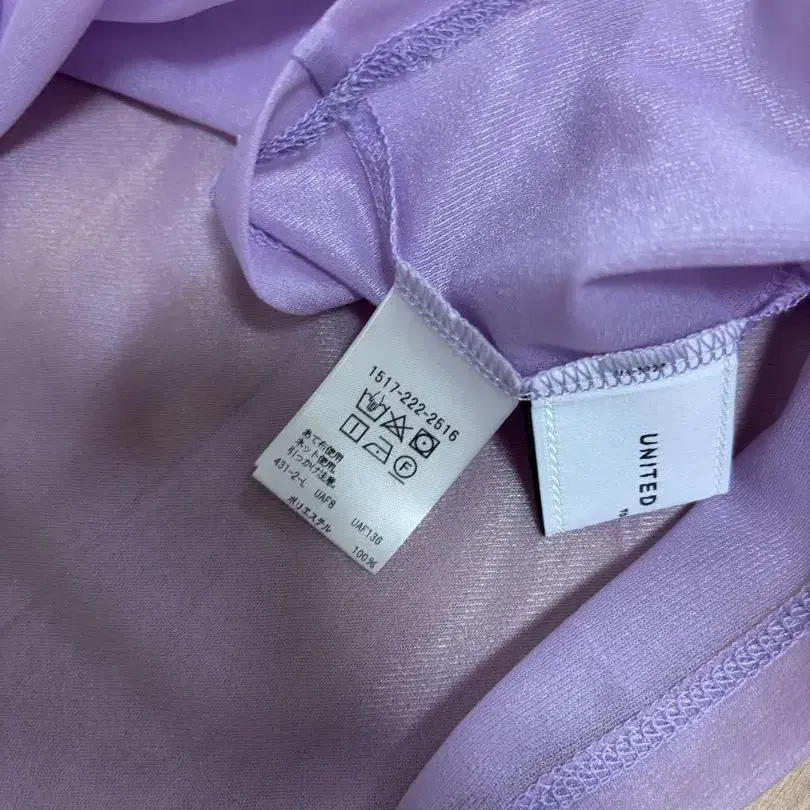 1517-222-2516
あて布使用
ネット使用。
引っかけ注意。
431-2-L UAF8 UAF136
ポリエステル 100%
UNITED
TO